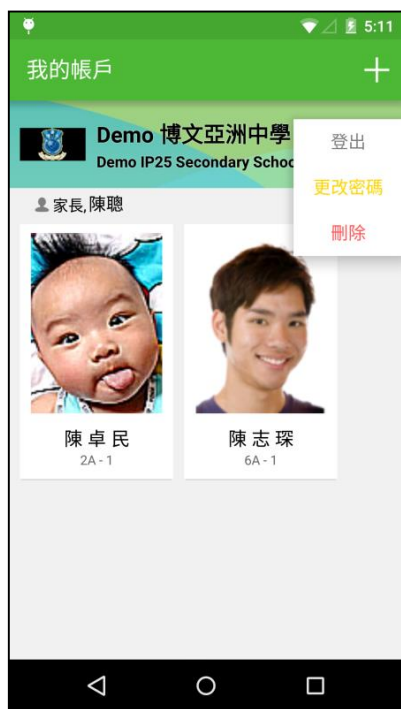 5:11
我的帳戶
Demo 博文亞洲中學
Demo IP25 Secondary Schoo
登出
更改密碼
刪除
家長,陳聰
陳卓民
2A - 1
陳志琛
6A - 1